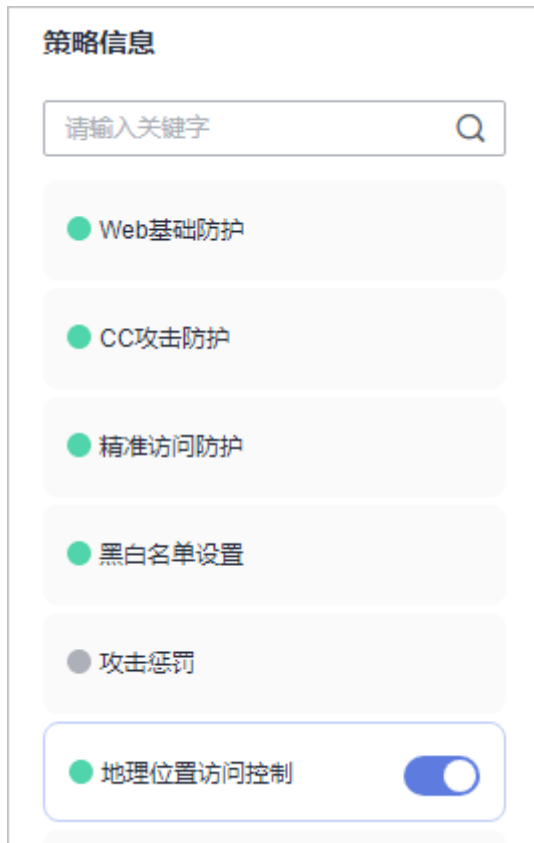 策略信息
请输入关键字
Web基础防护
CC攻击防护
精准访问防护
黑白名单设置
攻击惩罚
地理位置访问控制